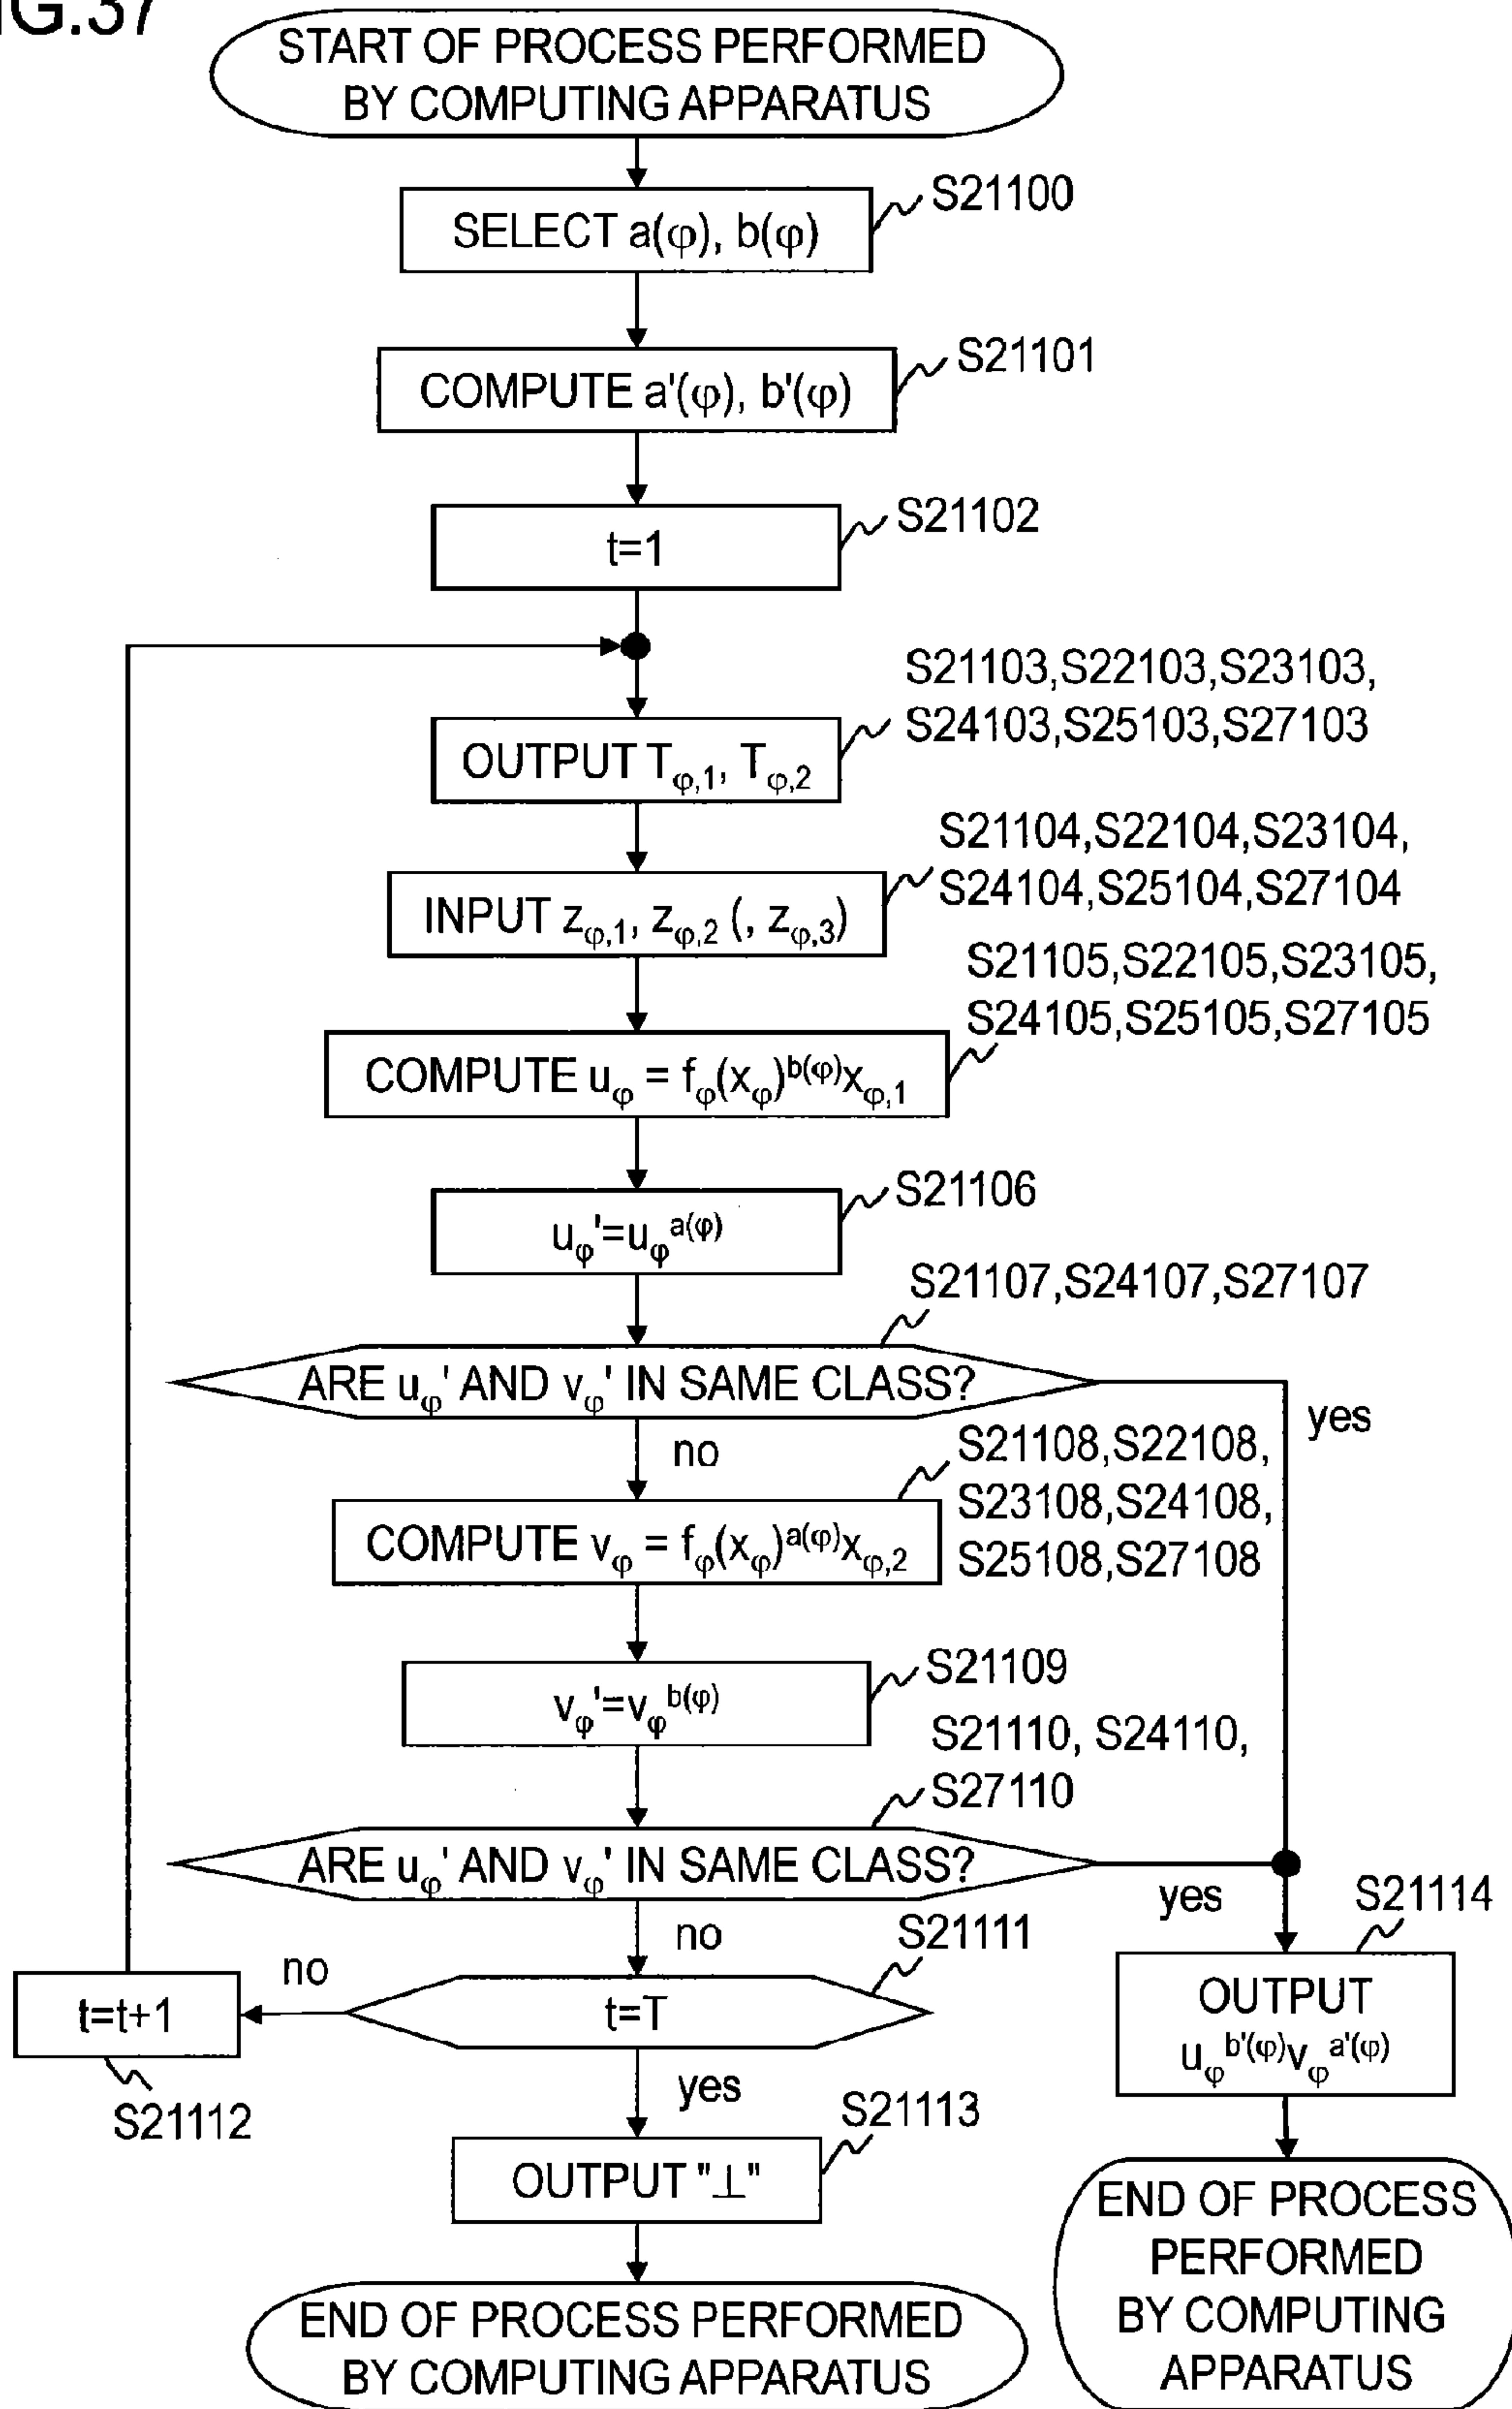 IG.37
START OF PROCESS PERFORMED
BY COMPUTING APPARATUS
S21100
SELECT a(φ), b(φ)
S21101
COMPUTE a'(φ), b'(φ)
S21102
t=1
S21103,S22103,S23103,
S24103,S25103,S27103
OUTPUT Tφ,1, Tφ,2
S21104,S22104,S23104,
S24104,S25104,S27104
INPUT zφ,1, zφ,2 (, zφ,3)
S21105,S22105,S23105,
S24105,S25105,S27105
COMPUTE uφ = fφ(xφ)b(φ)xφ,1
S21106
uφ'=uφa(φ)
S21107,S24107,S27107
ARE uφ' AND vφ' IN SAME CLASS?
yes
no
S21108,S22108,
S23108,S24108,
S25108,S27108
COMPUTE vφ = fφ(xφ)a(φ)xφ,2
S21109
vφ'=vφb(φ)
S21110, S24110,
S27110
ARE uφ' AND vφ' IN SAME CLASS?
yes
no
S21114
S21111
no
t=T
t=t+1
S21112
OUTPUT
uφb'(φ)vφa'(φ)
yes
S21113
OUTPUT "⊥"
END OF PROCESS PERFORMED
BY COMPUTING APPARATUS
END OF PROCESS
PERFORMED
BY COMPUTING
APPARATUS